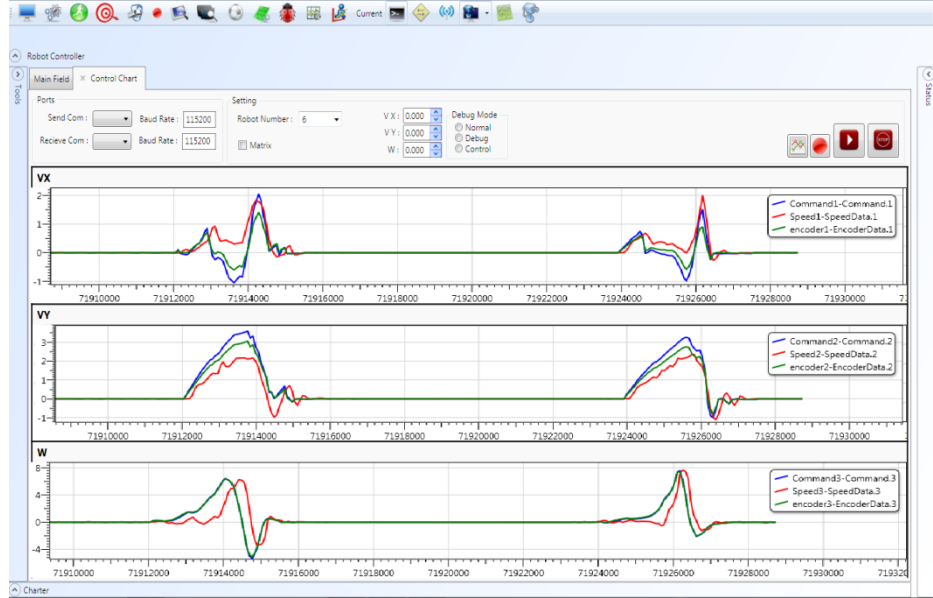 Current
Robot Controller
Tools
Status
Main Field × Control Chart
Ports
Send Com :
Baud Rate : 115200
Recieve Com :
Baud Rate : 115200
Setting
Robot Number : 6
Matrix
V X : 0.000
V Y : 0.000
W : 0.000
Debug Mode
Normal
Debug
Control
STOP
VX
2
1
0
-1
Command1-Command.1
Speed1-SpeedData.1
encoder1-EncoderData.1
71910000 71912000 71914000 71916000 71918000 71920000 71922000 71924000 71926000 71928000 71930000 7
VY
3
2
1
0
-1
Command2-Command.2
Speed2-SpeedData.2
encoder2-EncoderData.2
71910000 71912000 71914000 71916000 71918000 71920000 71922000 71924000 71926000 71928000 71930000
W
8
4
0
-4
Command3-Command.3
Speed3-SpeedData.3
encoder3-EncoderData.3
71910000 71912000 71914000 71916000 71918000 71920000 71922000 71924000 71926000 71928000 71930000 719320
Charter